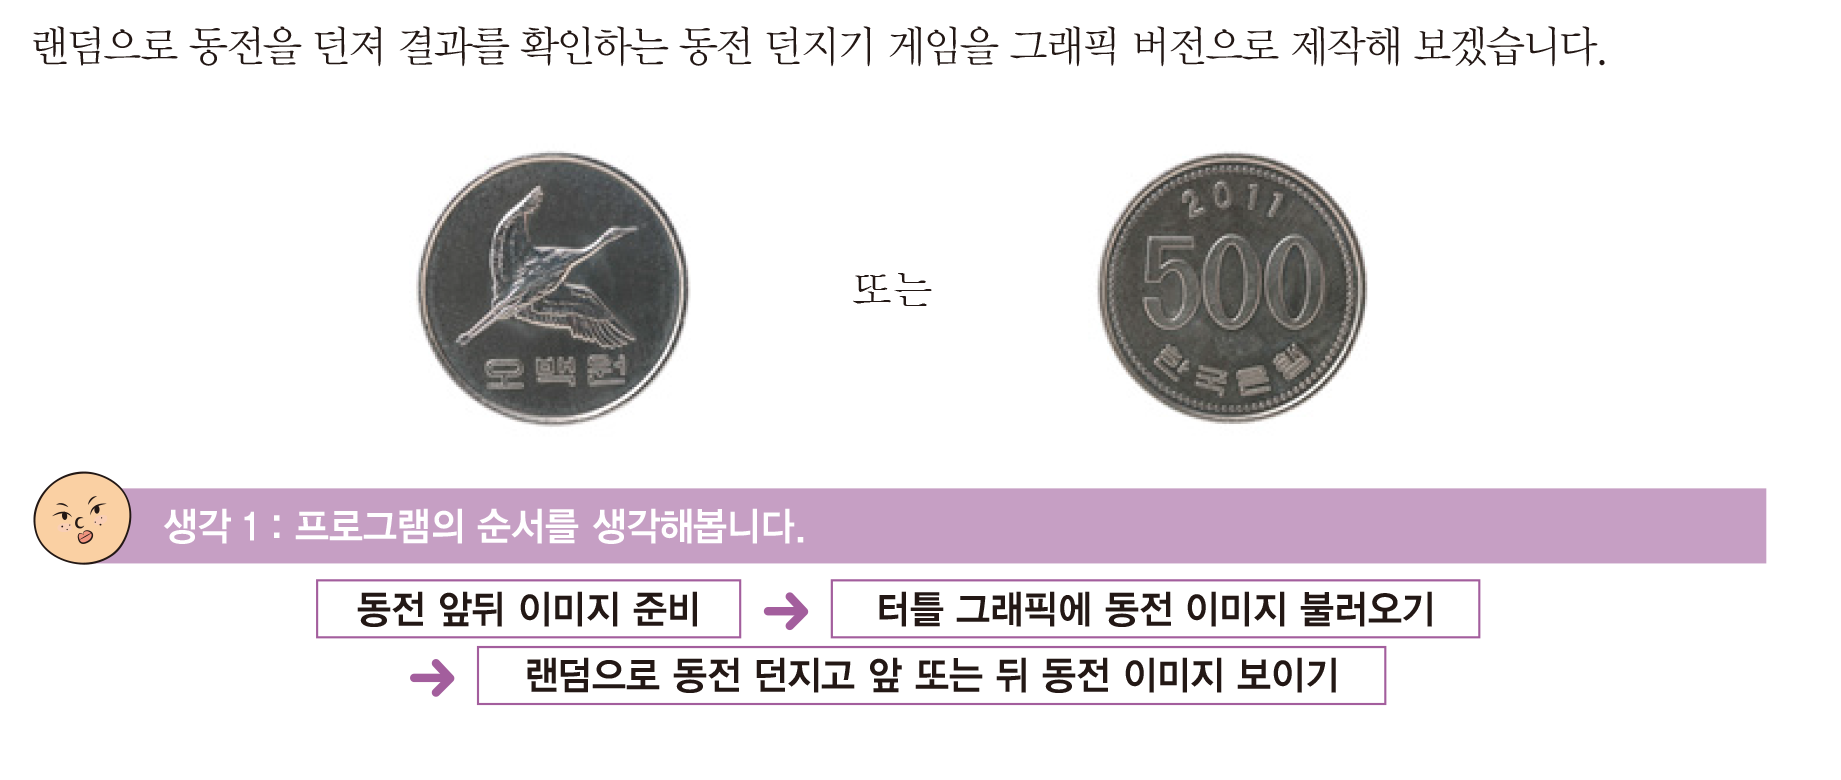 랜덤으로 동전을 던져 결과를 확인하는 동전 던지기 게임을 그래픽 버전으로 제작해 보겠습니다.
오백원
또는
2011
500
한국은행
생각 1 : 프로그램의 순서를 생각해봅니다.
동전 앞뒤 이미지 준비 → 터틀 그래픽에 동전 이미지 불러오기
→ 랜덤으로 동전 던지고 앞 또는 뒤 동전 이미지 보이기